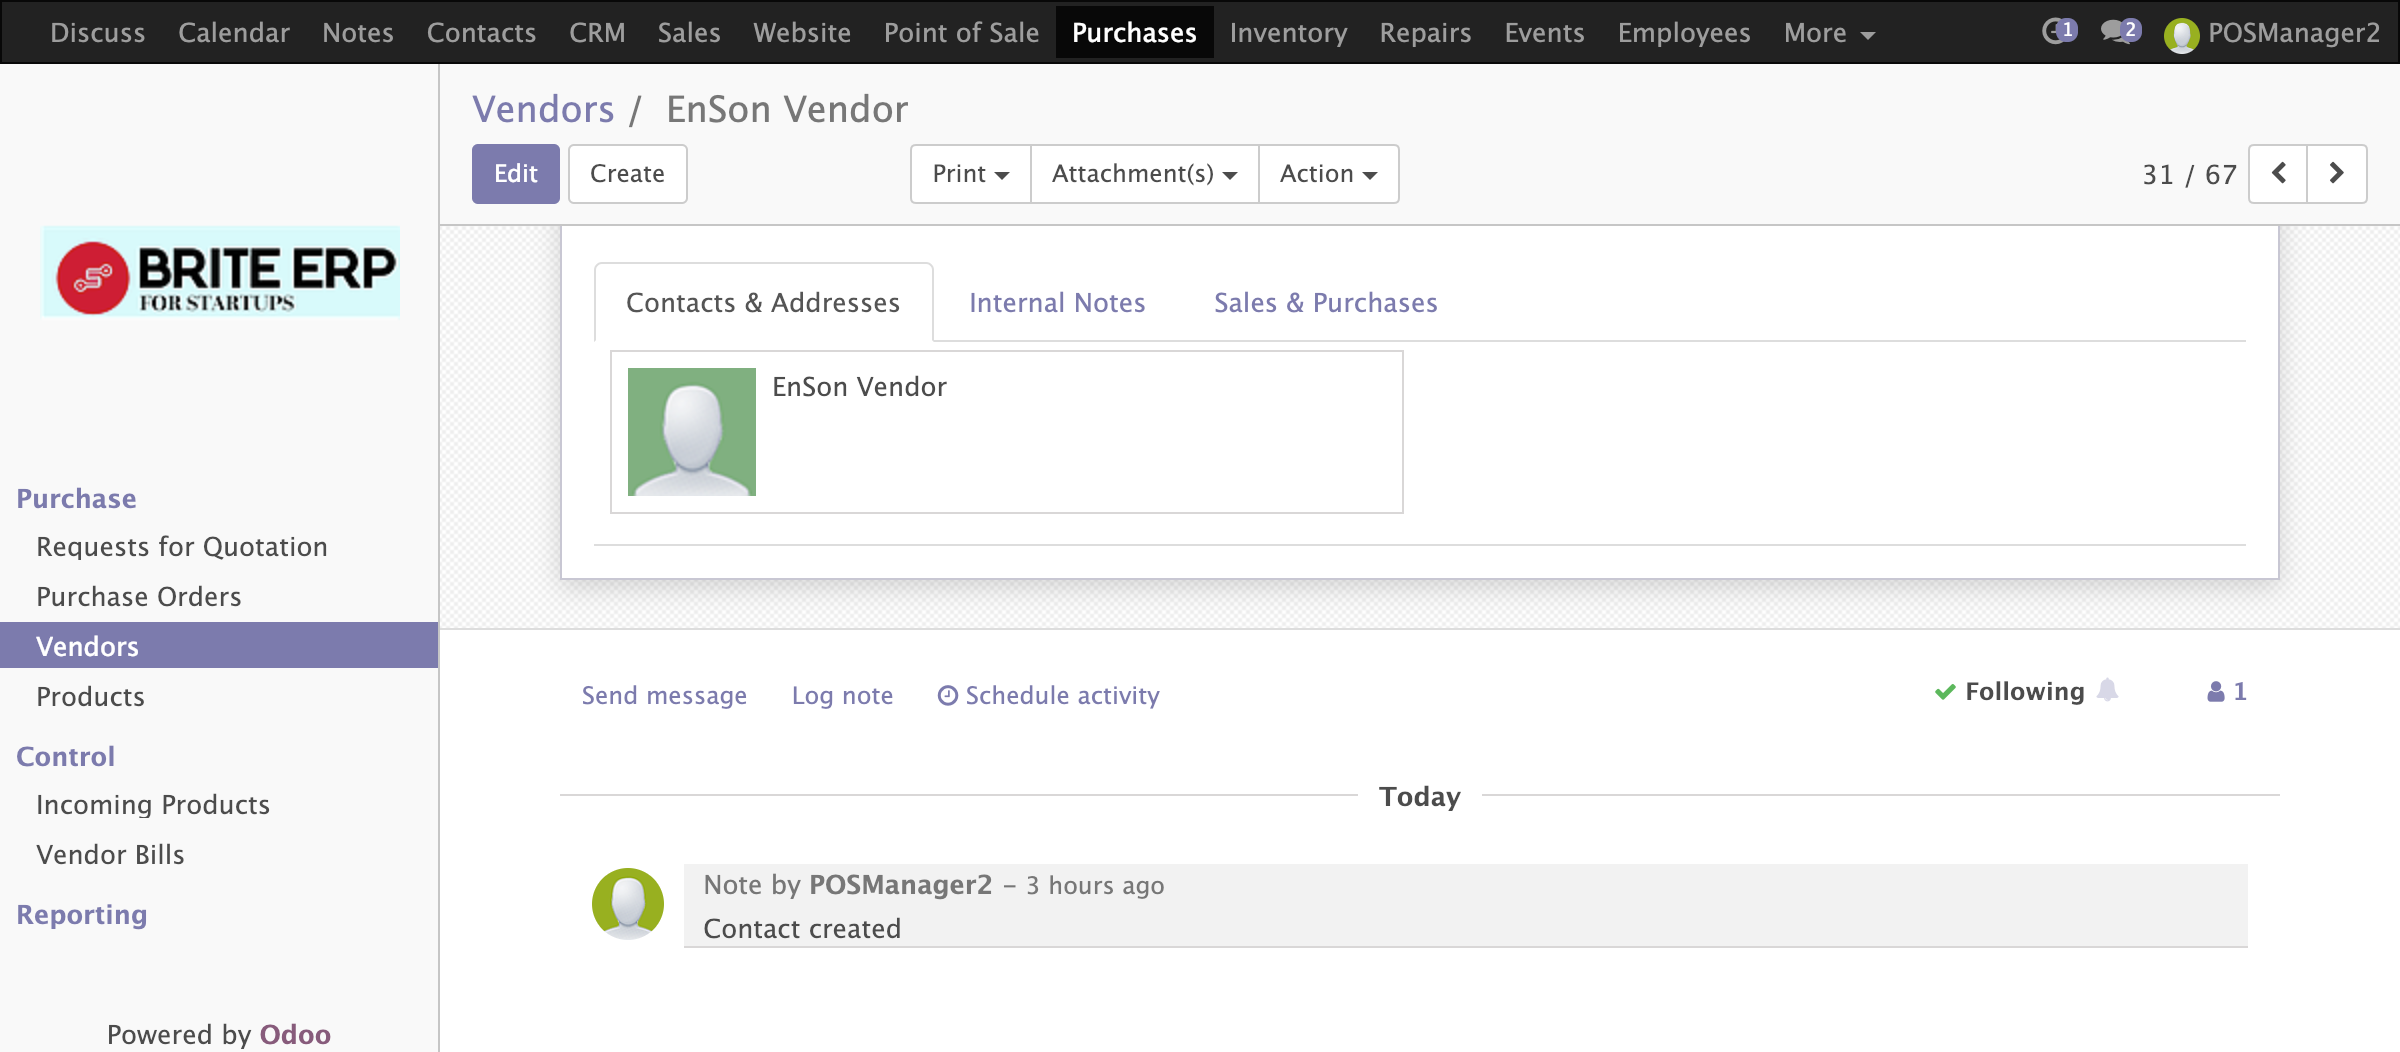 Discuss Calendar Notes Contacts CRM Sales Website Point of Sale Purchases Inventory Repairs Events Employees More 1 2 POSManager2
Vendors / EnSon Vendor
Edit Create Print Attachment(s) Action 31 / 67
BRITE ERP
FOR STARTUPS
Purchase
Requests for Quotation
Purchase Orders
Vendors
Products
Control
Incoming Products
Vendor Bills
Reporting
Powered by Odoo
Contacts & Addresses Internal Notes Sales & Purchases
EnSon Vendor
Send message Log note Schedule activity Following 1
Today
Note by POSManager2 – 3 hours ago
Contact created